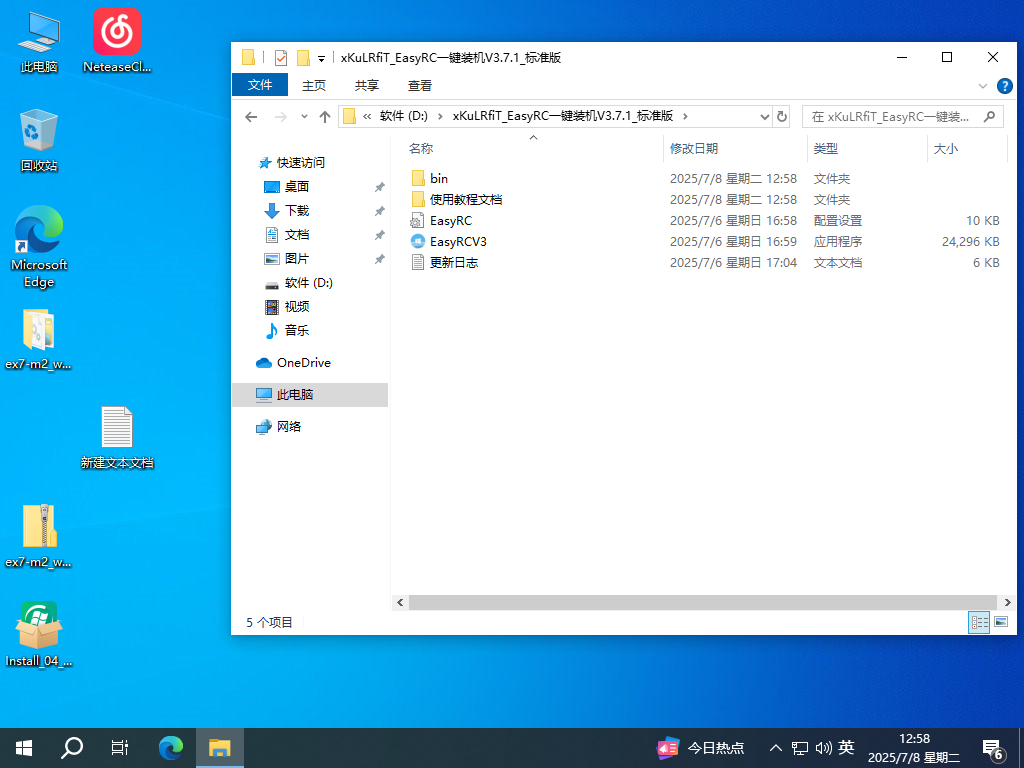 此电脑
NeteaseCl...
回收站
Microsoft
Edge
ex7-m2_w...
新建文本文档
ex7-m2_w...
Install_04_...
xKuLRfiT_EasyRC一键装机V3.7.1_标准版
文件
主页
共享
查看
«
软件 (D:)
xKuLRfiT_EasyRC一键装机V3.7.1_标准版
在 xKuLRfiT_EasyRC一键装...
快速访问
桌面
下载
文档
图片
软件 (D:)
视频
音乐
OneDrive
此电脑
网络
名称 修改日期 类型 大小
bin 2025/7/8 星期二 12:58 文件夹
使用教程文档 2025/7/8 星期二 12:58 文件夹
EasyRC 2025/7/6 星期日 16:58 配置设置 10 KB
EasyRCV3 2025/7/6 星期日 16:59 应用程序 24,296 KB
更新日志 2025/7/6 星期日 17:04 文本文档 6 KB
5 个项目
今日热点
英
12:58
2025/7/8 星期二
6